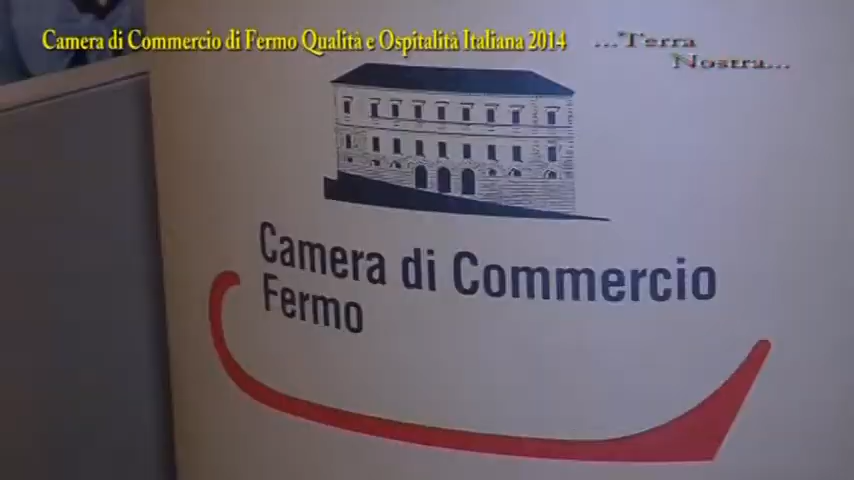 Camera di Commercio di Fermo Qualità e Ospitalità Italiana 2014
...Terra
Nostra...
Camera di Commercio
Fermo